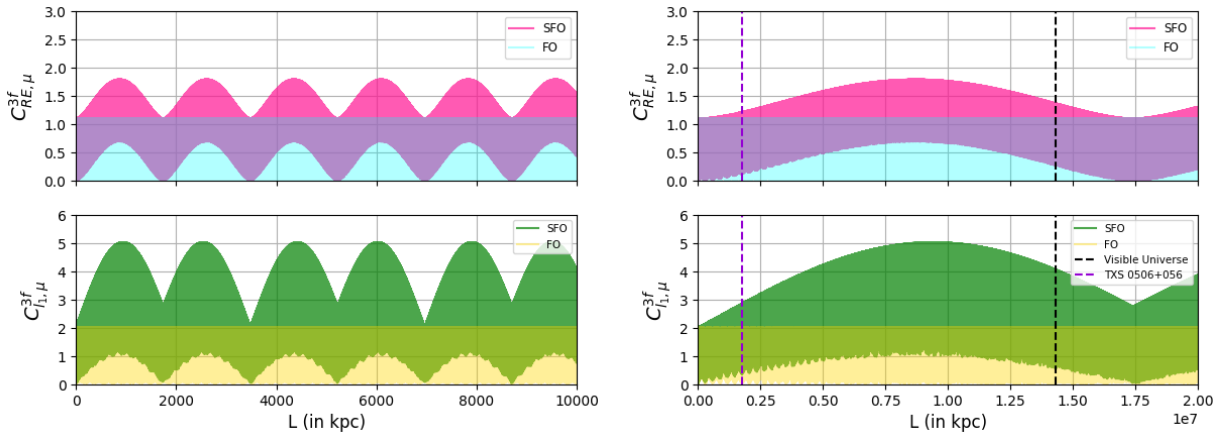 3.0
2.5
2.0
1.5
1.0
0.5
0.0
C^{3f}_{RE,μ}
SFO
FO
3.0
2.5
2.0
1.5
1.0
0.5
0.0
C^{3f}_{RE,μ}
SFO
FO
6
5
4
3
2
1
0
C^{3f}_{l_1,μ}
SFO
FO
0 2000 4000 6000 8000 10000
L (in kpc)
6
5
4
3
2
1
0
C^{3f}_{l_1,μ}
SFO
FO
Visible Universe
TXS 0506+056
0.00 0.25 0.50 0.75 1.00 1.25 1.50 1.75 2.00
1e7
L (in kpc)